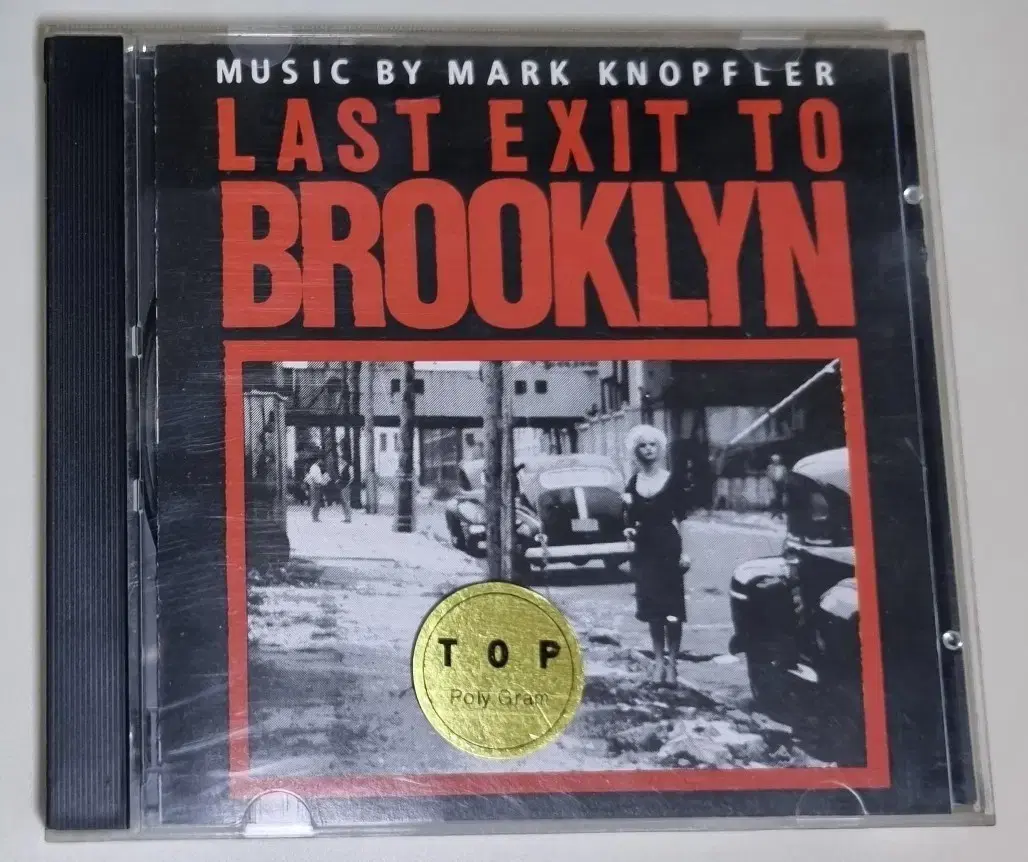 MUSIC BY MARK KNOPFLER
LAST EXIT TO
BROOKLYN
TOP
Poly Gram